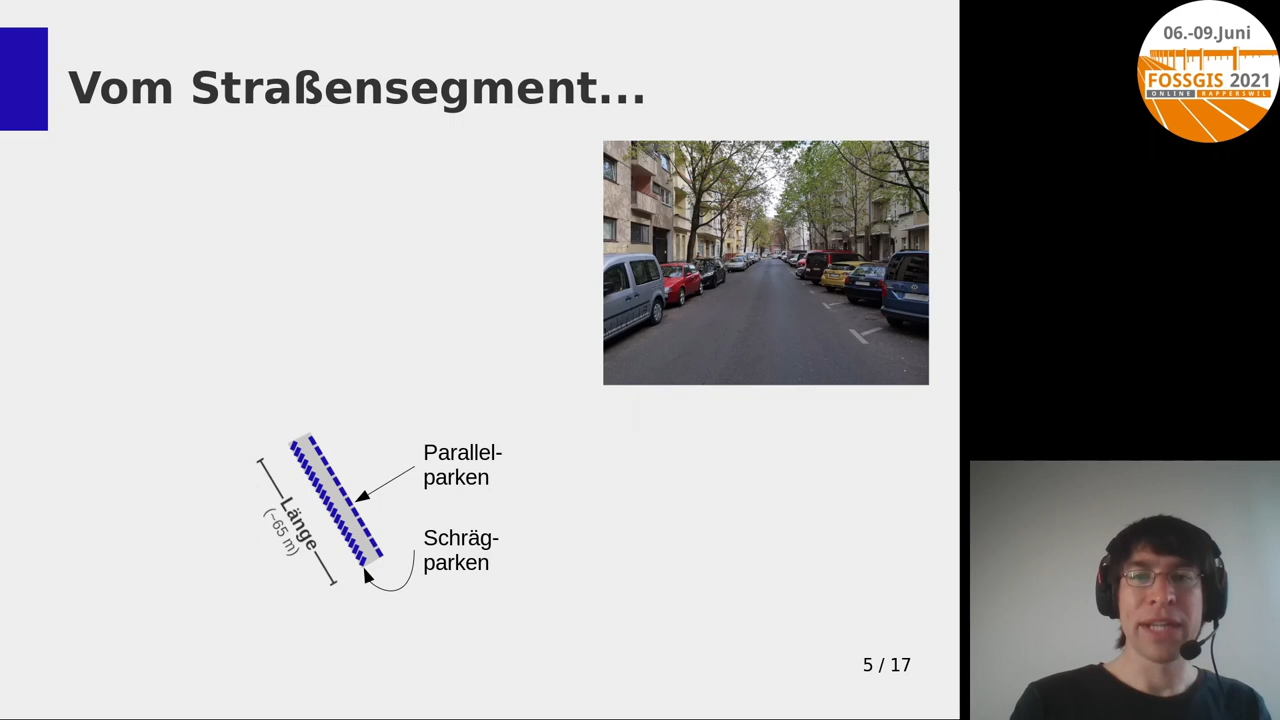 Vom Straßensegment...
06.-09.Juni
FOSSGIS 2021
ONLINE RAPPERSWIL
Parallel-
parken
Länge
(~65 m)
Schräg-
parken
5 / 17